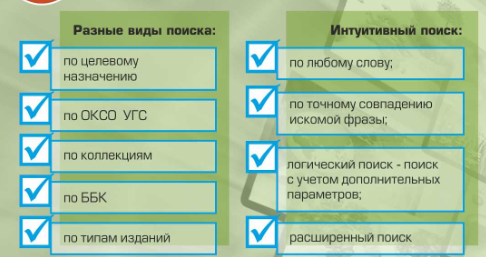 Разные виды поиска:
по целевому
назначению
по ОКСО УГС
по коллекциям
по ББК
по типам изданий
Интуитивный поиск:
по любому слову;
по точному совпадению
искомой фразы;
логический поиск - поиск
с учетом дополнительных
параметров;
расширенный поиск